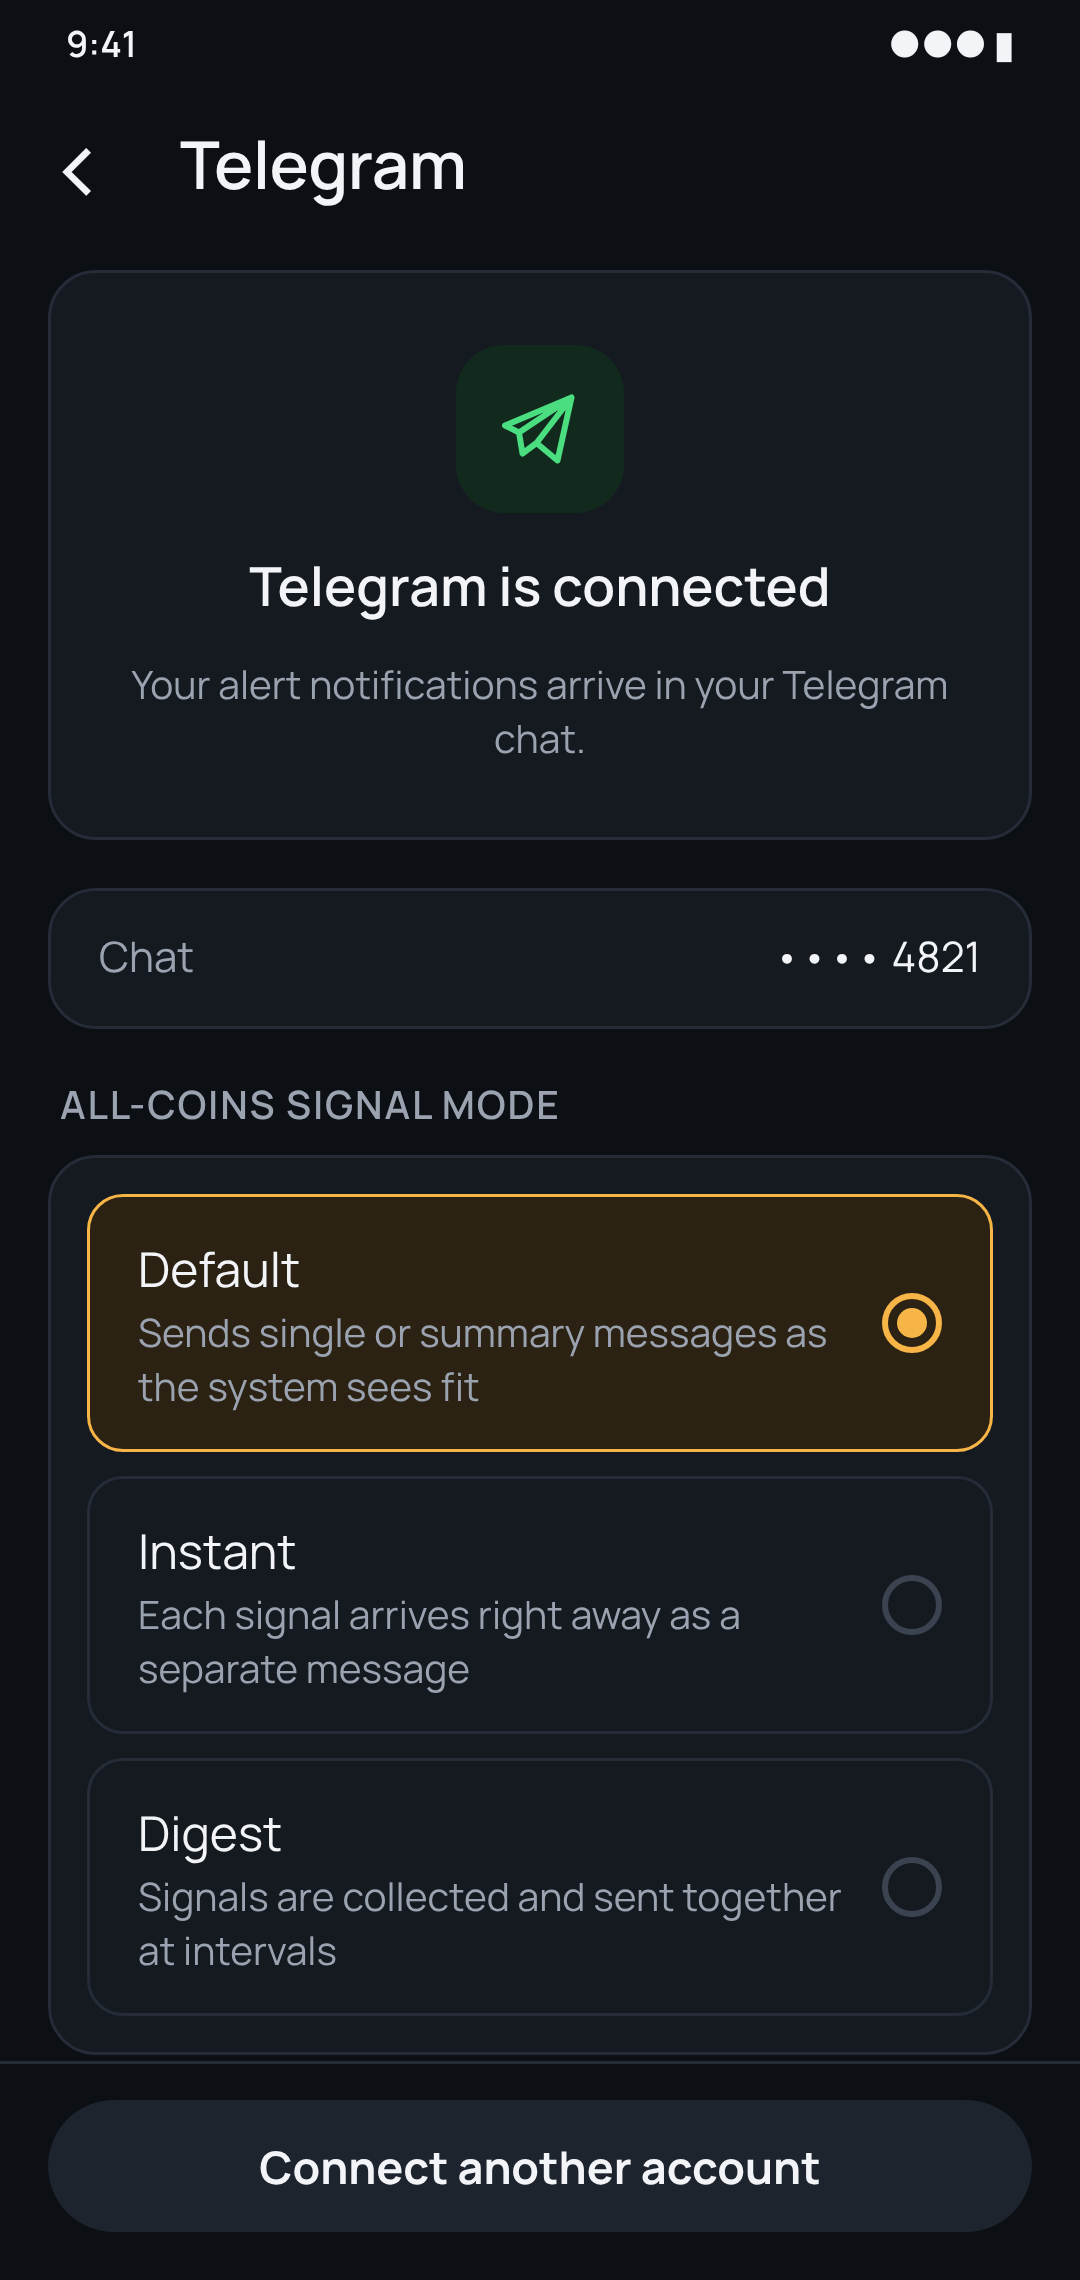 9:41
Telegram
Telegram is connected
Your alert notifications arrive in your Telegram
chat.
Chat
•••• 4821
ALL-COINS SIGNAL MODE
Default
Sends single or summary messages as
the system sees fit
Instant
Each signal arrives right away as a
separate message
Digest
Signals are collected and sent together
at intervals
Connect another account